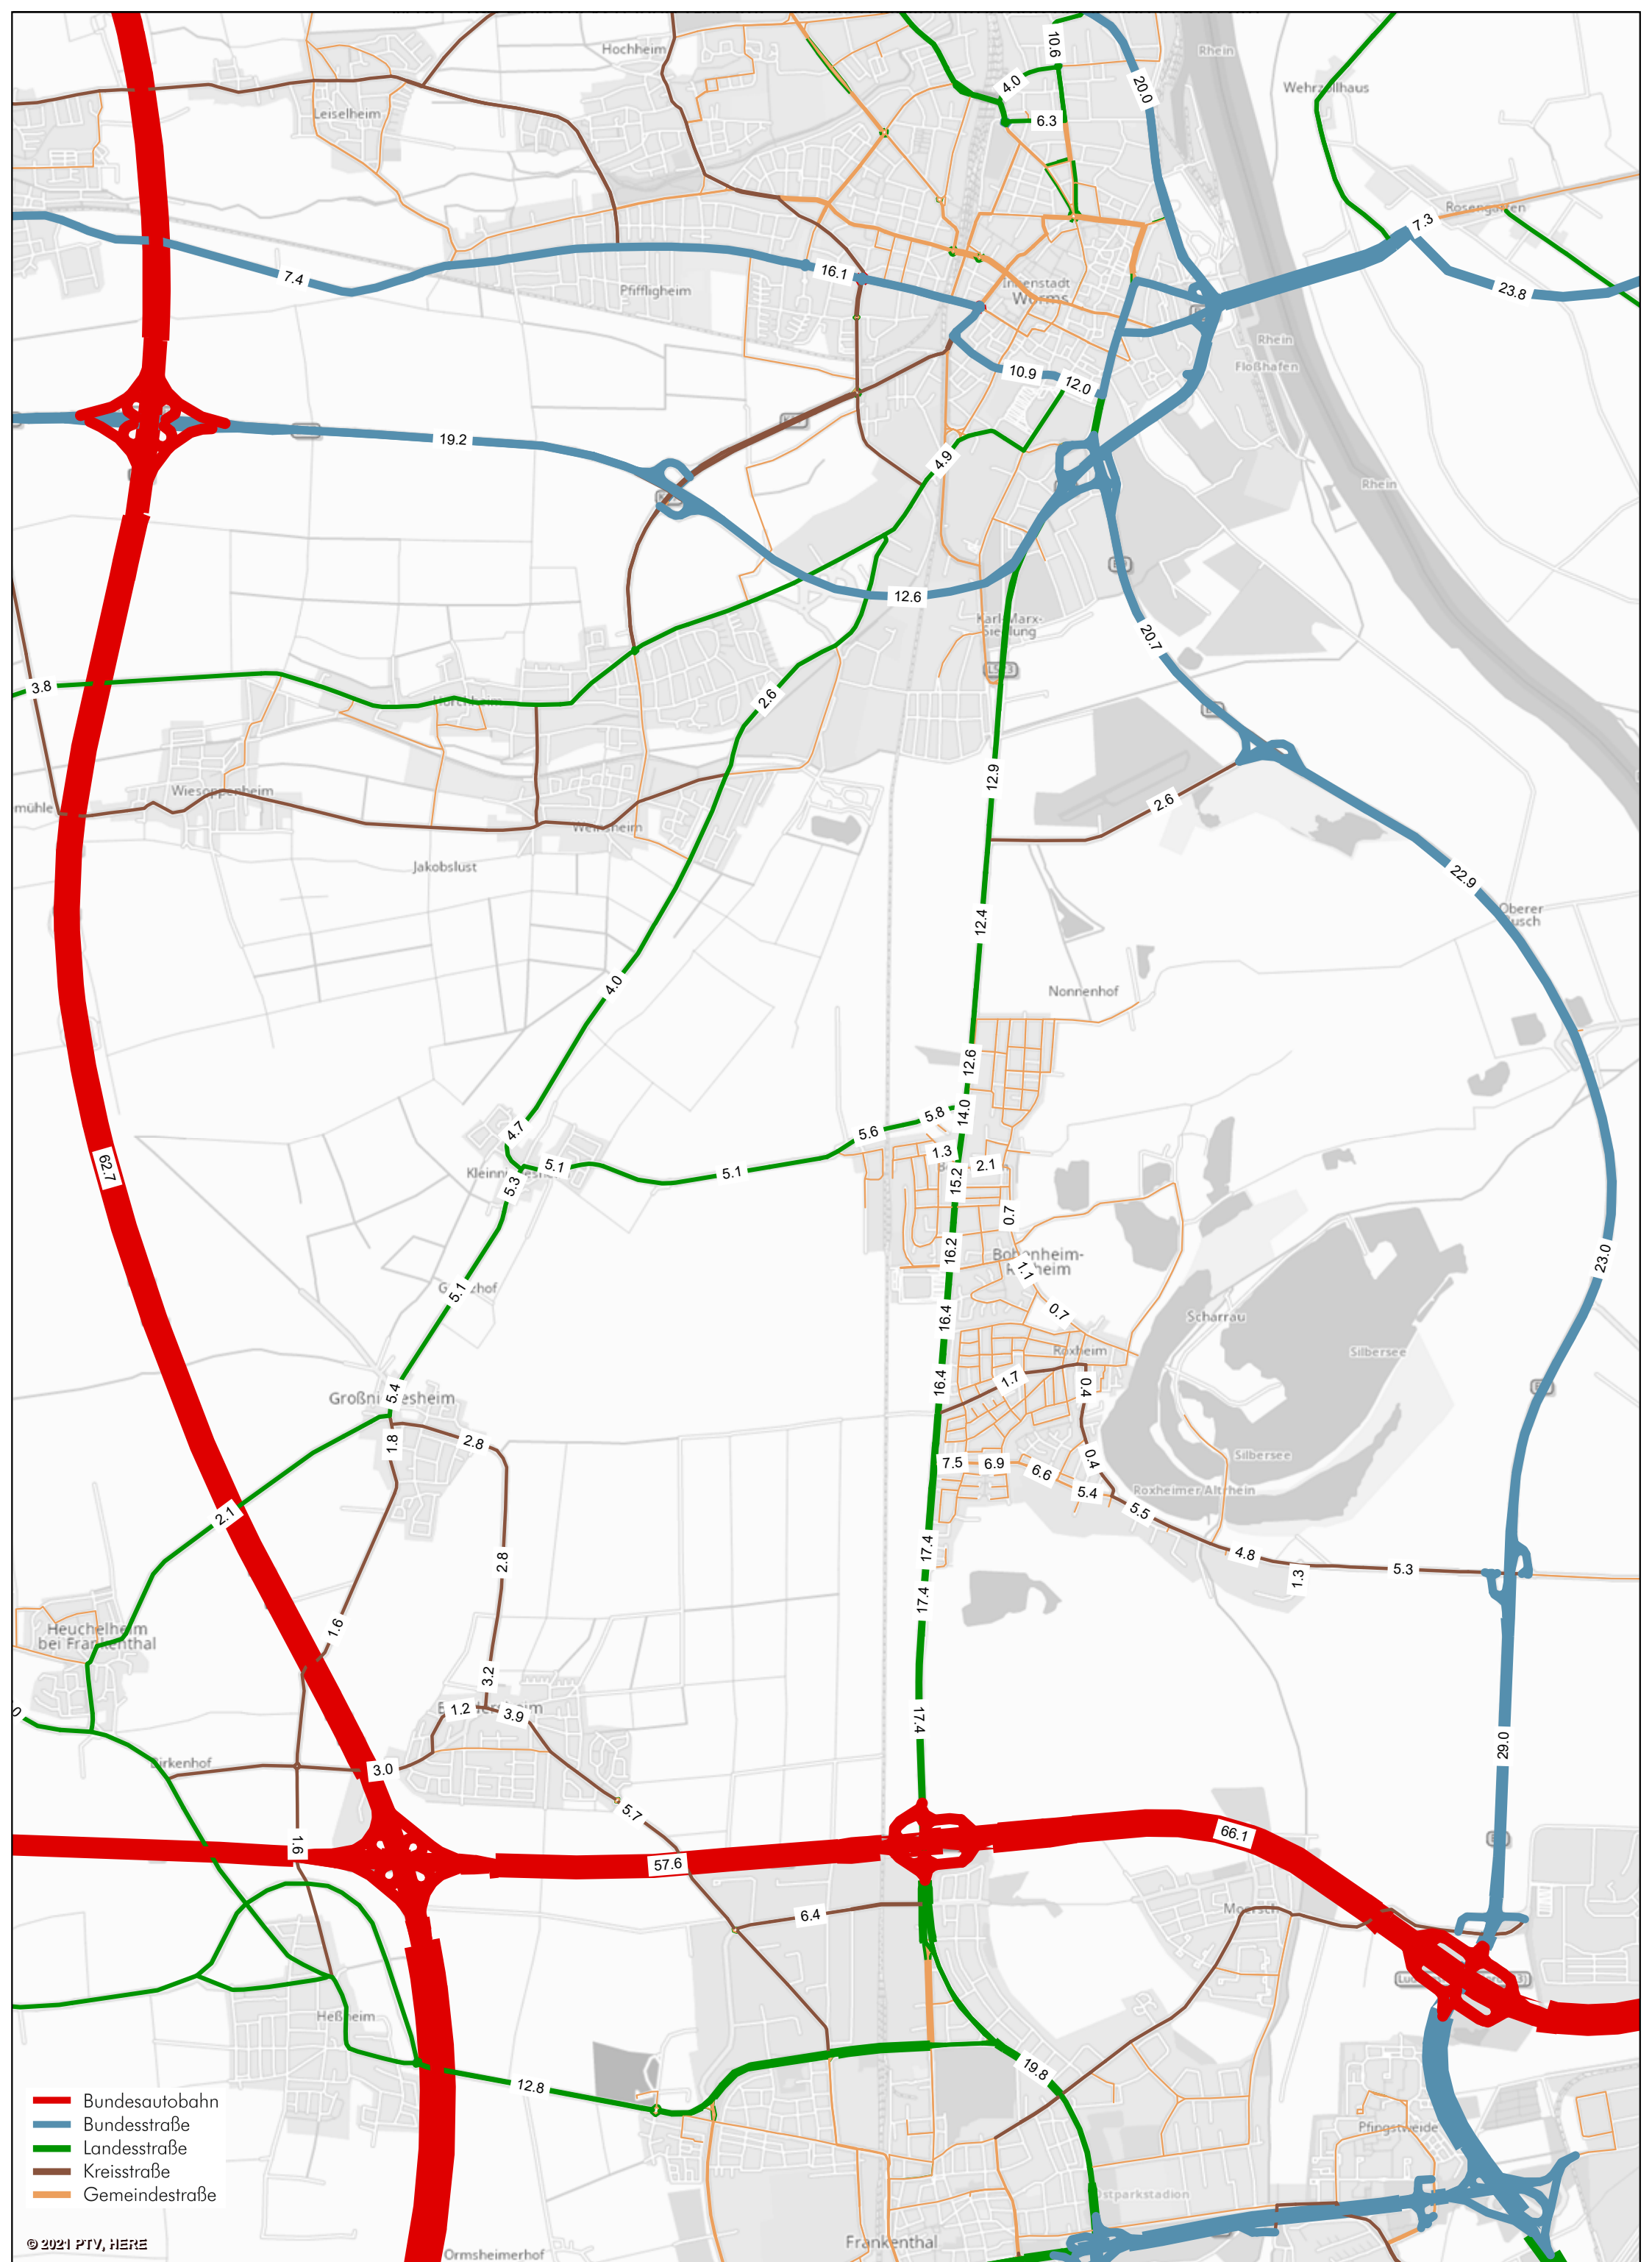 Hochheim
10.6
Rhein
20.0
4.0
Wehrzollhaus
Leiselheim
6.3
Rosengarten
7.3
7.4
16.1
Pfiffligheim
Innenstadt
Worms
23.8
Rhein
Floßhafen
10.9
12.0
19.2
4.9
Rhein
12.6
Karl-Marx-
Siedlung
20.7
3.8
Horchheim
2.6
12.9
Wiesoppenheim
2.6
mühle
Weinsheim
Jakobslust
22.9
Oberer
Busch
12.4
4.0
Nonnenhof
12.6
14.0
5.8
5.6
4.7
1.3
62.7
5.1
5.1
2.1
5.3
15.2
0.7
16.2
Bobenheim-
Roxheim
23.0
1.1
5.1
0.7
Scharrau
16.4
Roxheim
Silbersee
1.7
16.4
0.4
5.4
Großniedesheim
1.8
2.8
7.5
6.9
6.6
0.4
Silbersee
5.4
Roxheimer Altrhein
5.5
2.1
17.4
4.8
2.8
5.3
1.3
17.4
Heuchelheim
bei Frankenthal
1.6
3.2
1.2
3.9
17.4
29.0
Birkenhof
3.0
5.7
1.6
66.1
57.6
6.4
Moersch
Heßheim
19.8
12.8
Bundesautobahn
Bundesstraße
Landesstraße
Kreisstraße
Gemeindestraße
Pfingstweide
Ostparkstadion
© 2021 PTV, HERE
Frankenthal
Ormsheimerhof